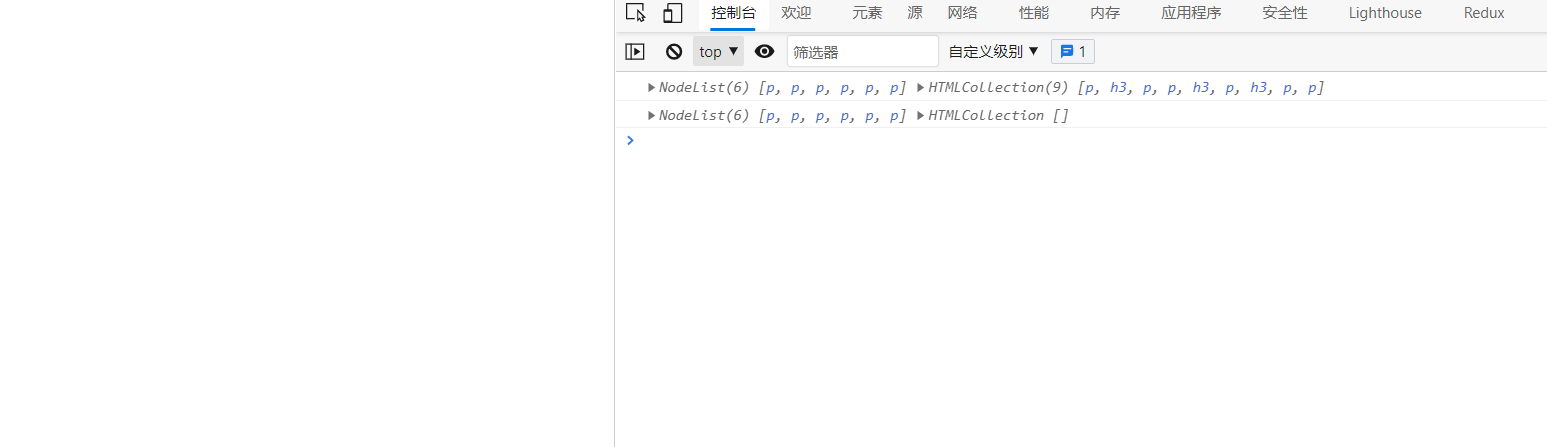 控制台 欢迎 元素 源 网络 性能 内存 应用程序 安全性 Lighthouse Redux
top ▼ 筛选器 自定义级别 ▼ 1
▶ NodeList(6) [p, p, p, p, p, p] ▶ HTMLCollection(9) [p, h3, p, p, h3, p, h3, p, p]
▶ NodeList(6) [p, p, p, p, p, p] ▶ HTMLCollection []